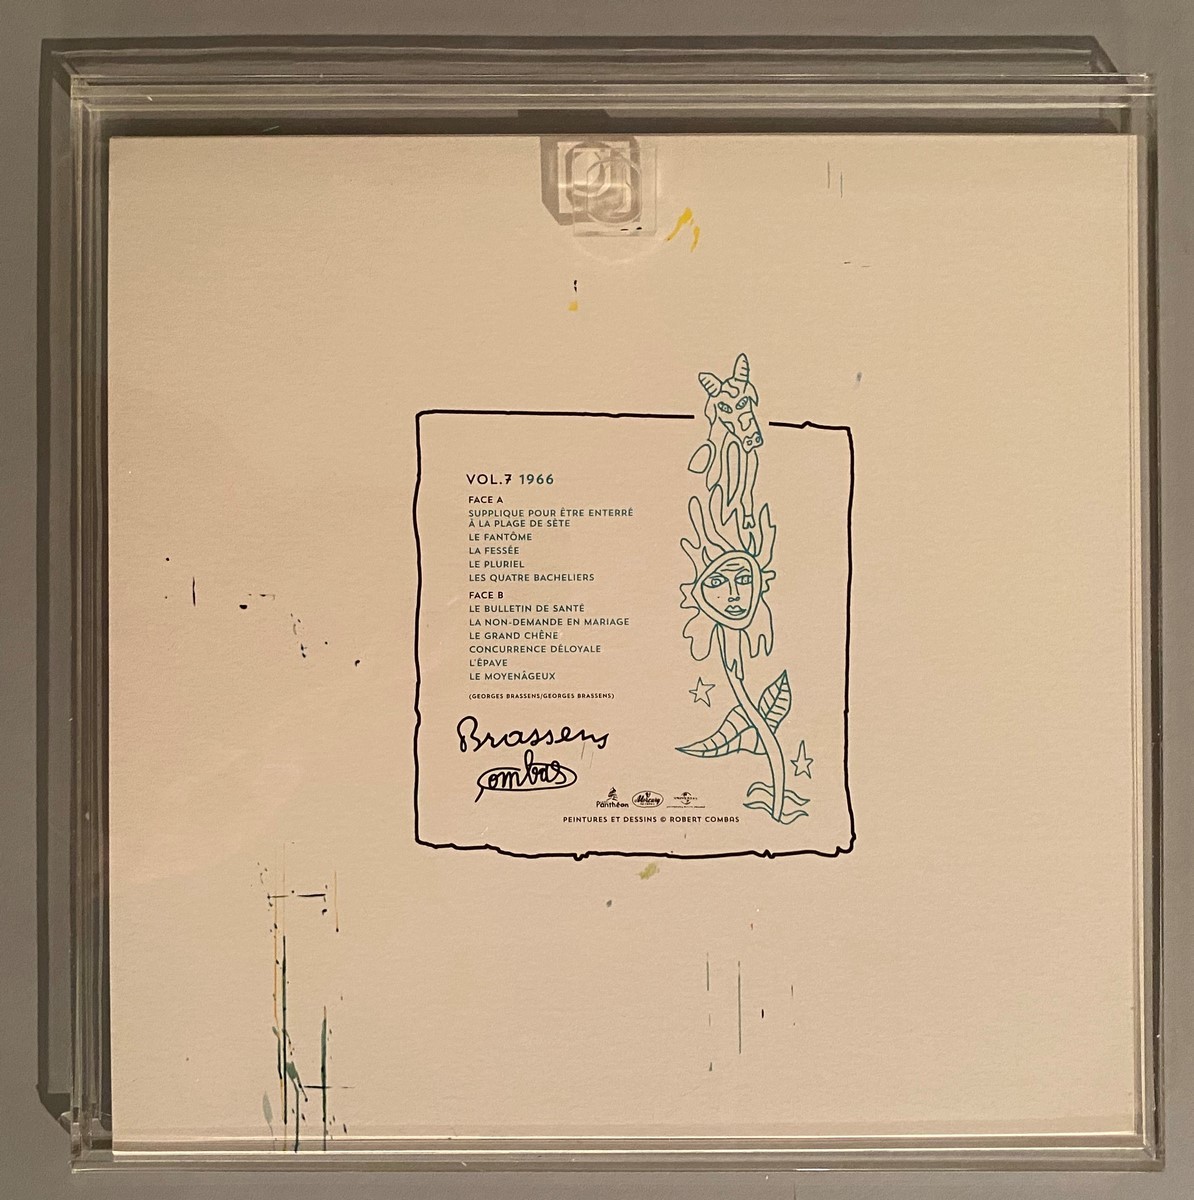 VOL.7 1966
FACE A
SUPPLIQUE POUR ÊTRE ENTERRÉ
À LA PLAGE DE SÈTE
LE FANTÔME
LA FESSÉE
LE PLURIEL
LES QUATRE BACHELIERS
FACE B
LE BULLETIN DE SANTÉ
LA NON-DEMANDE EN MARIAGE
LE GRAND CHÊNE
CONCURRENCE DÉLOYALE
L'ÉPAVE
LE MOYENÂGEUX
(GEORGES BRASSENS/GEORGES BRASSENS)
Brassens
Combas
Panthéon Mercury
PEINTURES ET DESSINS © ROBERT COMBAS